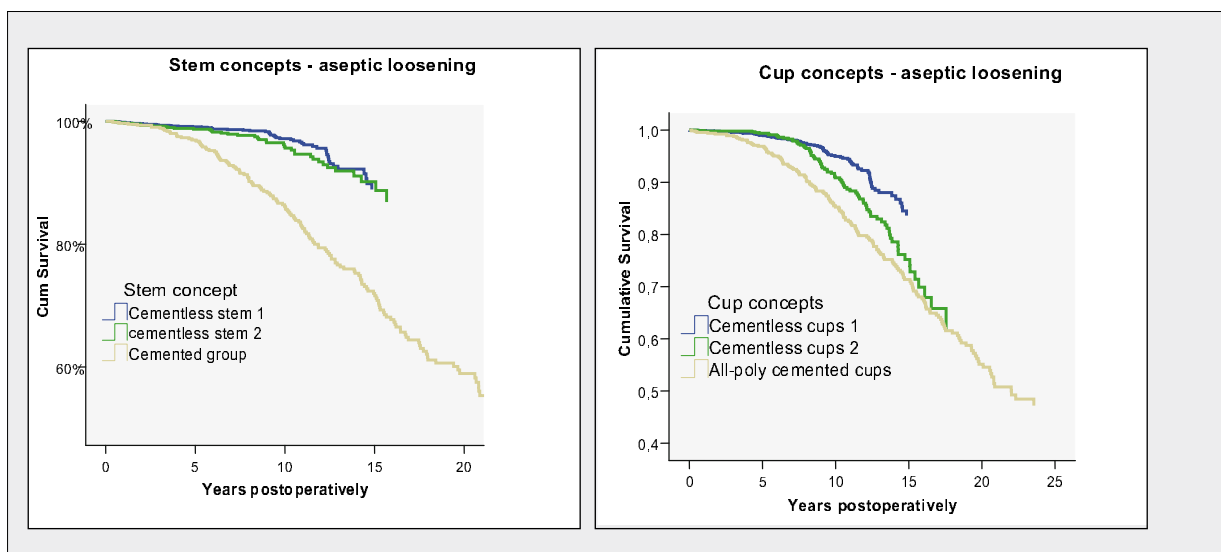 Stem concepts - aseptic loosening
100%
80%
60%
Cum Survival
Stem concept
Cementless stem 1
cementless stem 2
Cemented group
0 5 10 15 20
Years postoperatively
Cup concepts - aseptic loosening
1,0
0,9
0,8
0,7
0,6
0,5
0,4
Cumulative Survival
Cup concepts
Cementless cups 1
Cementless cups 2
All-poly cemented cups
0 5 10 15 20 25
Years postoperatively